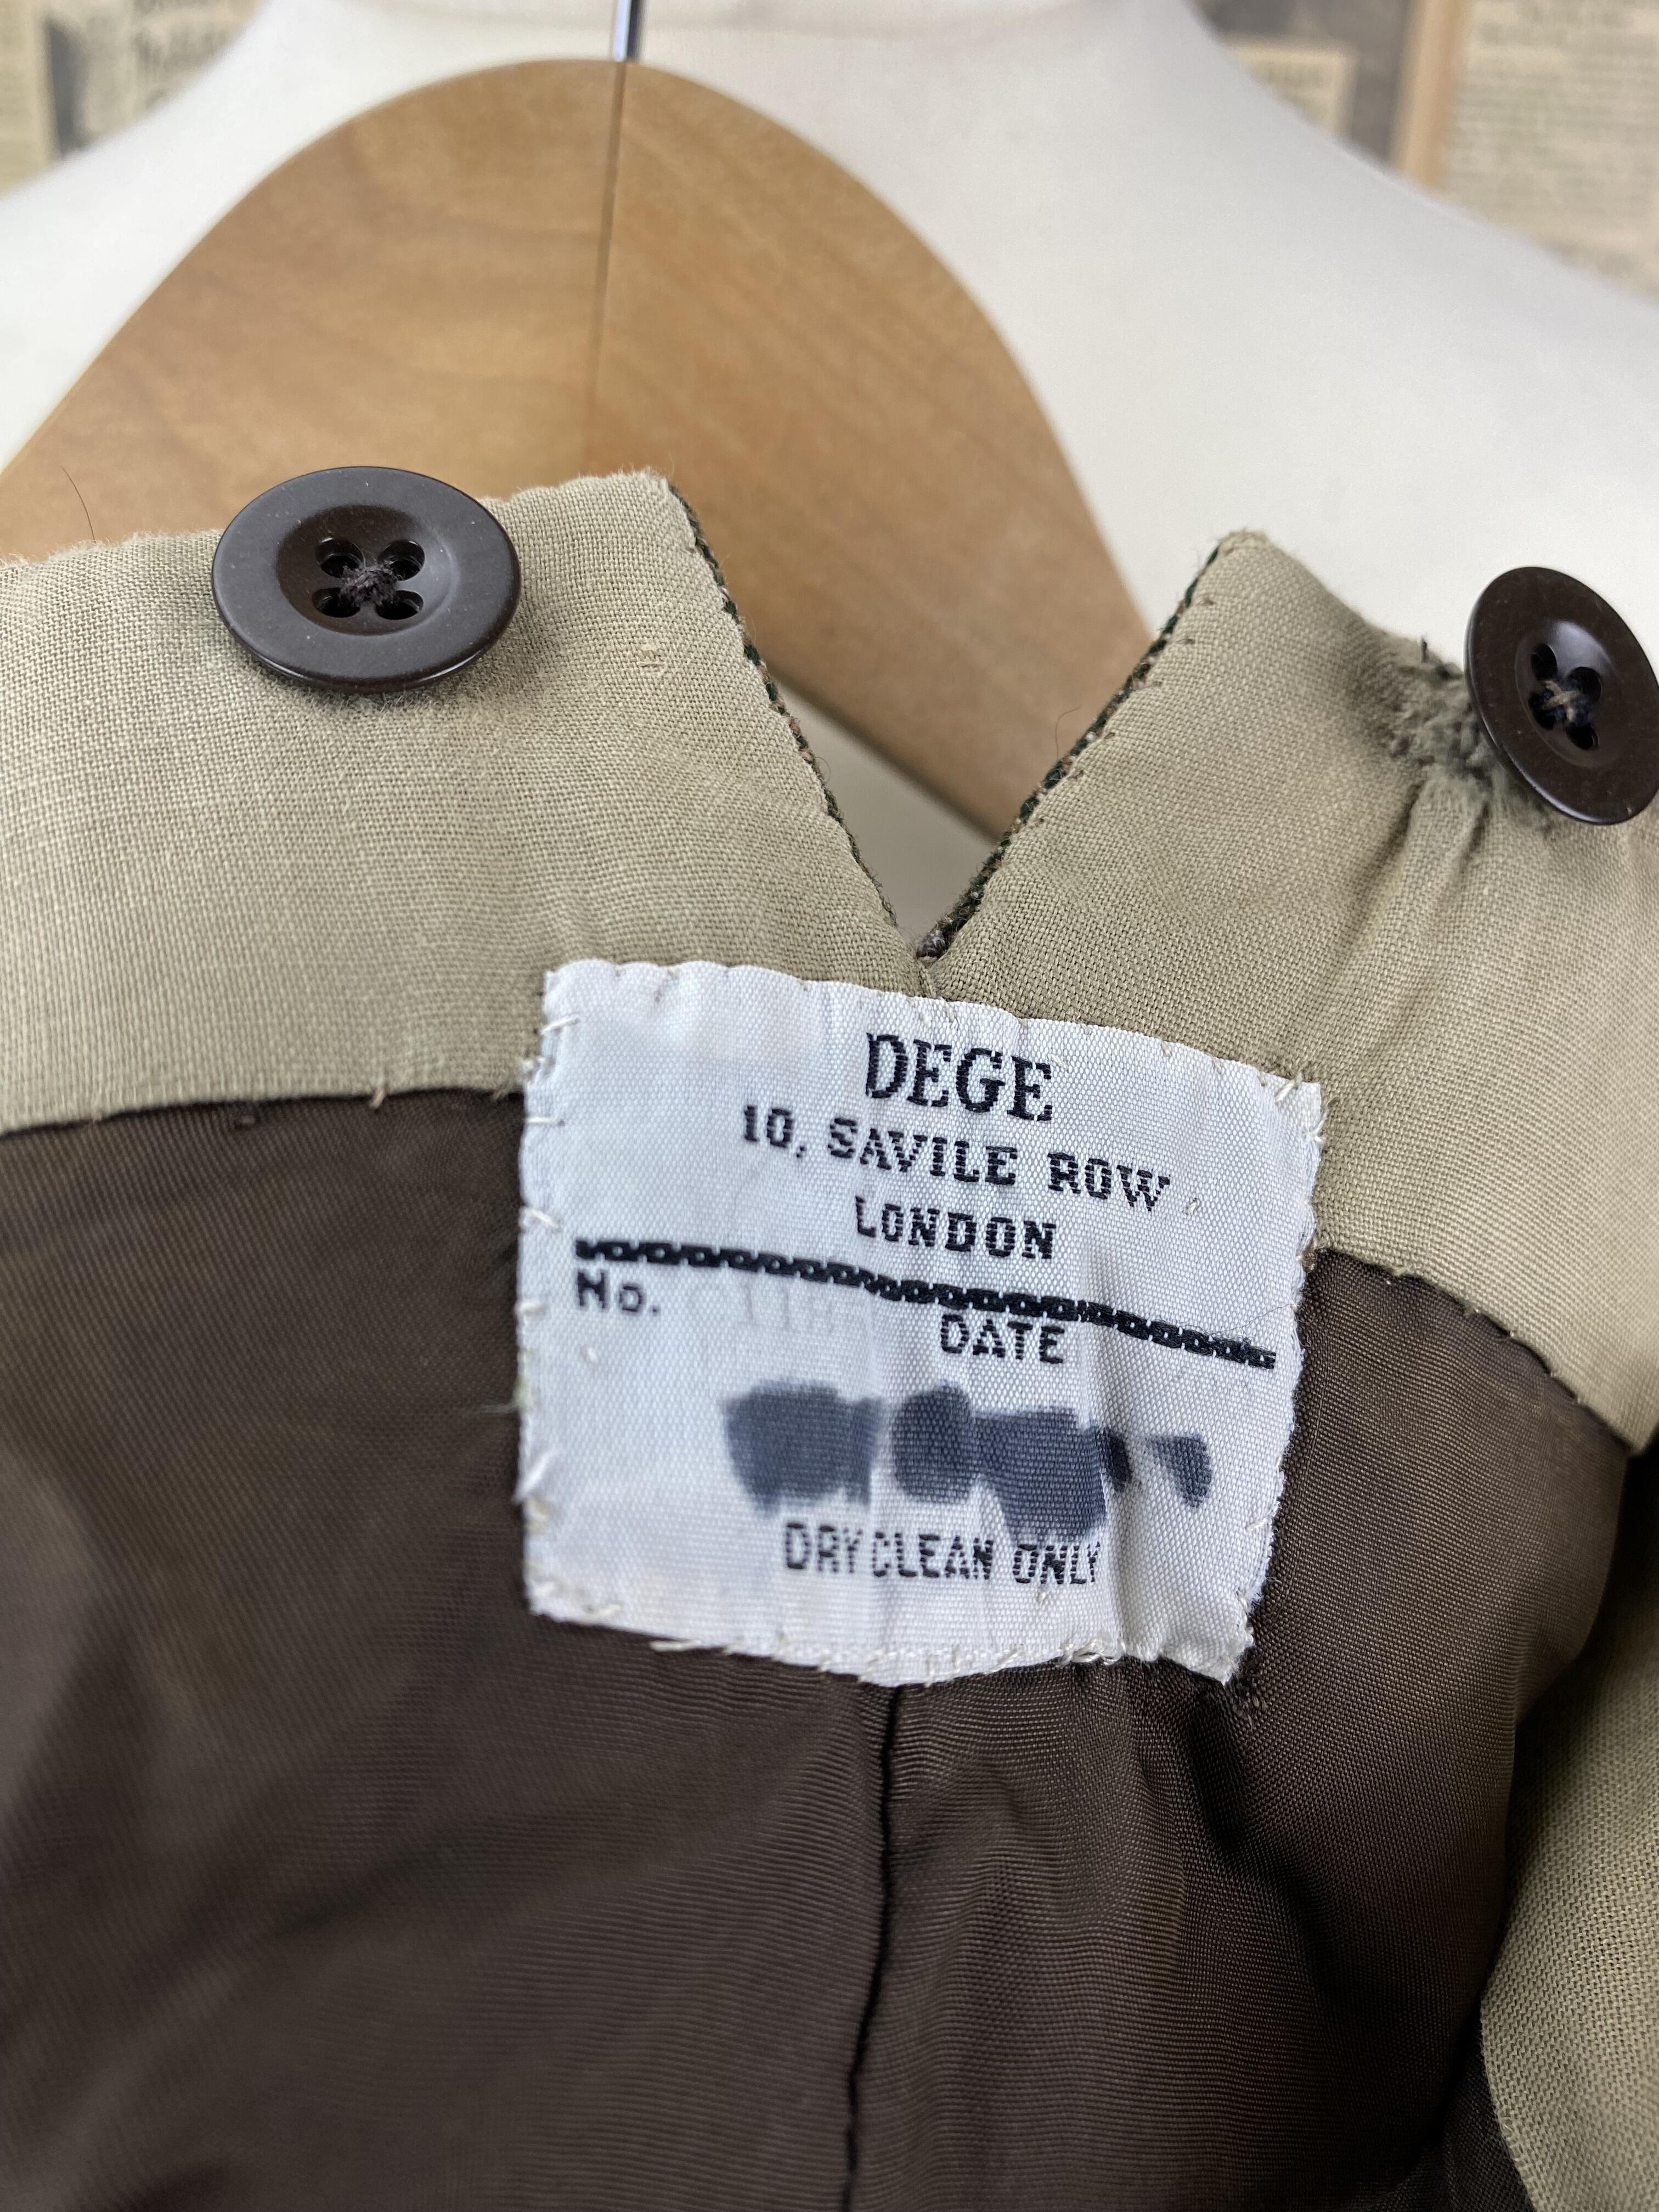 DEGE
10, SAVILE ROW
LONDON
No.
DATE
DRY CLEAN ONLY